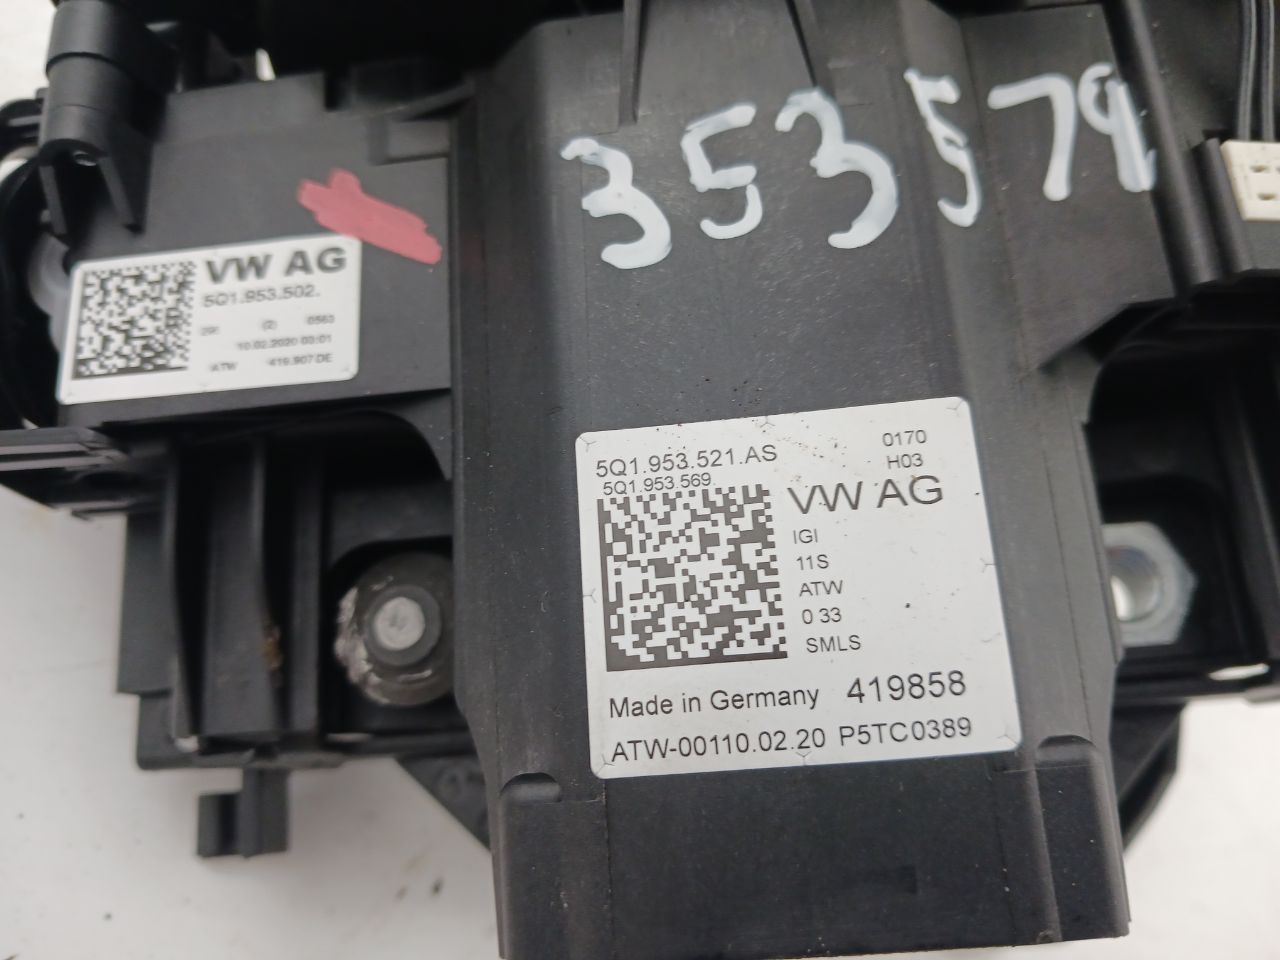 353579
VW AG
5Q1.953.502.
(2) 0563
10.02.2020 03:01
ATW 419.907 DE
5Q1.953.521.AS 0170
5Q1.953.569. H03
VW AG
IGI
11S
ATW
0 33
SMLS
Made in Germany 419858
ATW-00110.02.20 P5TC0389